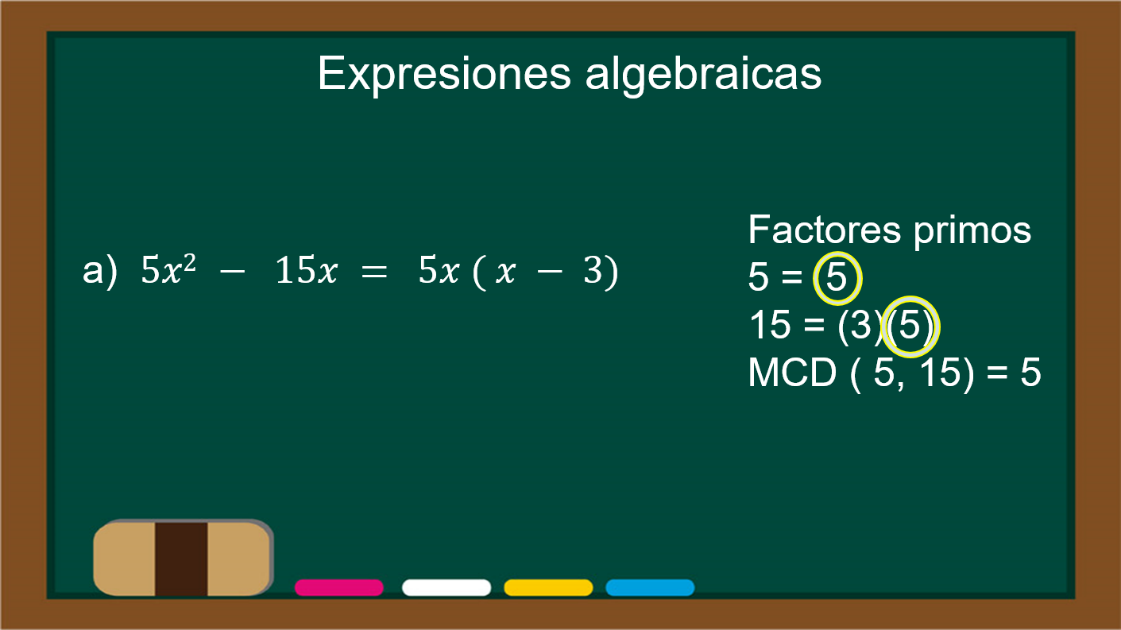 Expresiones algebraicas
a) 5x² − 15x = 5x ( x − 3)
Factores primos
5 = 5
15 = (3)(5)
MCD ( 5, 15) = 5